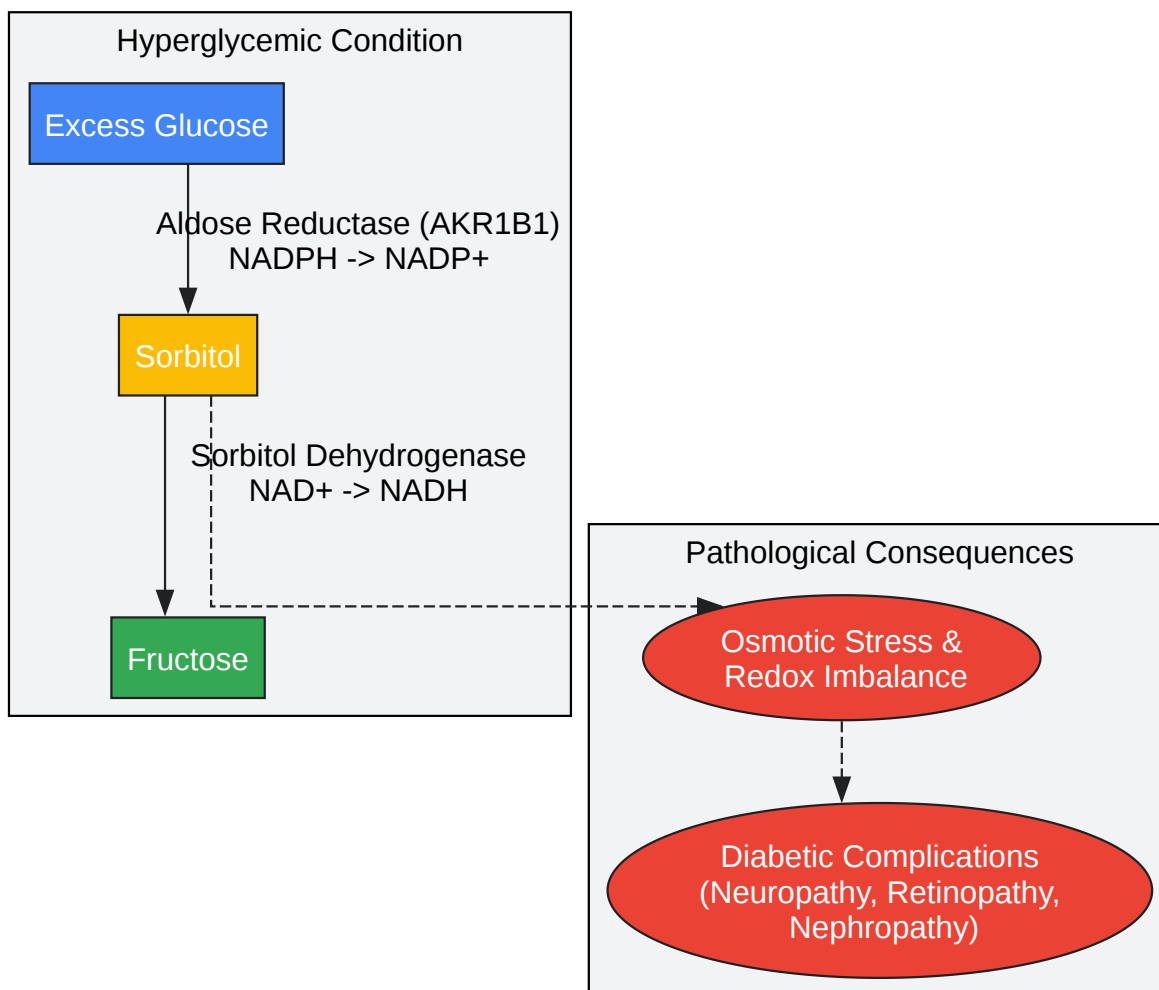 Hyperglycemic Condition
Excess Glucose
Aldose Reductase (AKR1B1)
NADPH -> NADP+
Sorbitol
Sorbitol Dehydrogenase
NAD+ -> NADH
Fructose
Pathological Consequences
Osmotic Stress &
Redox Imbalance
Diabetic Complications
(Neuropathy, Retinopathy,
Nephropathy)